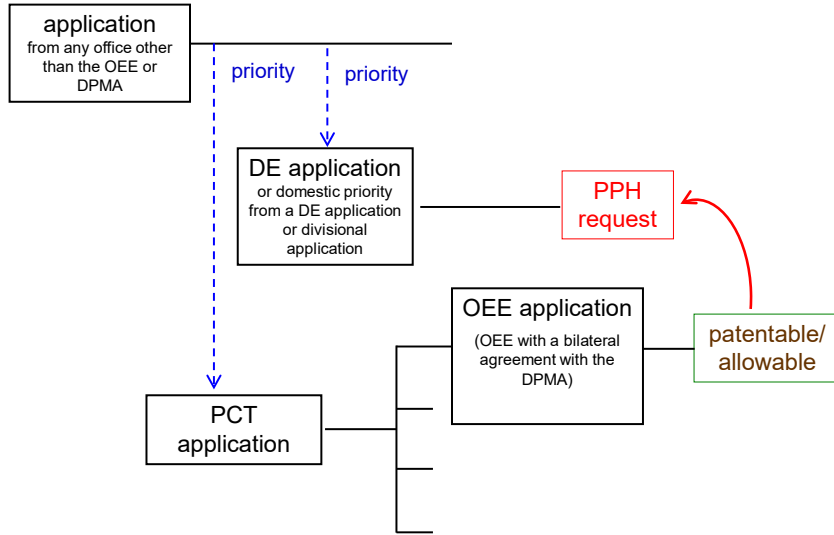 application
from any office other
than the OEE or
DPMA
priority
priority
DE application
or domestic priority
from a DE application
or divisional
application
PPH
request
OEE application
(OEE with a bilateral
agreement with the
DPMA)
patentable/
allowable
PCT
application